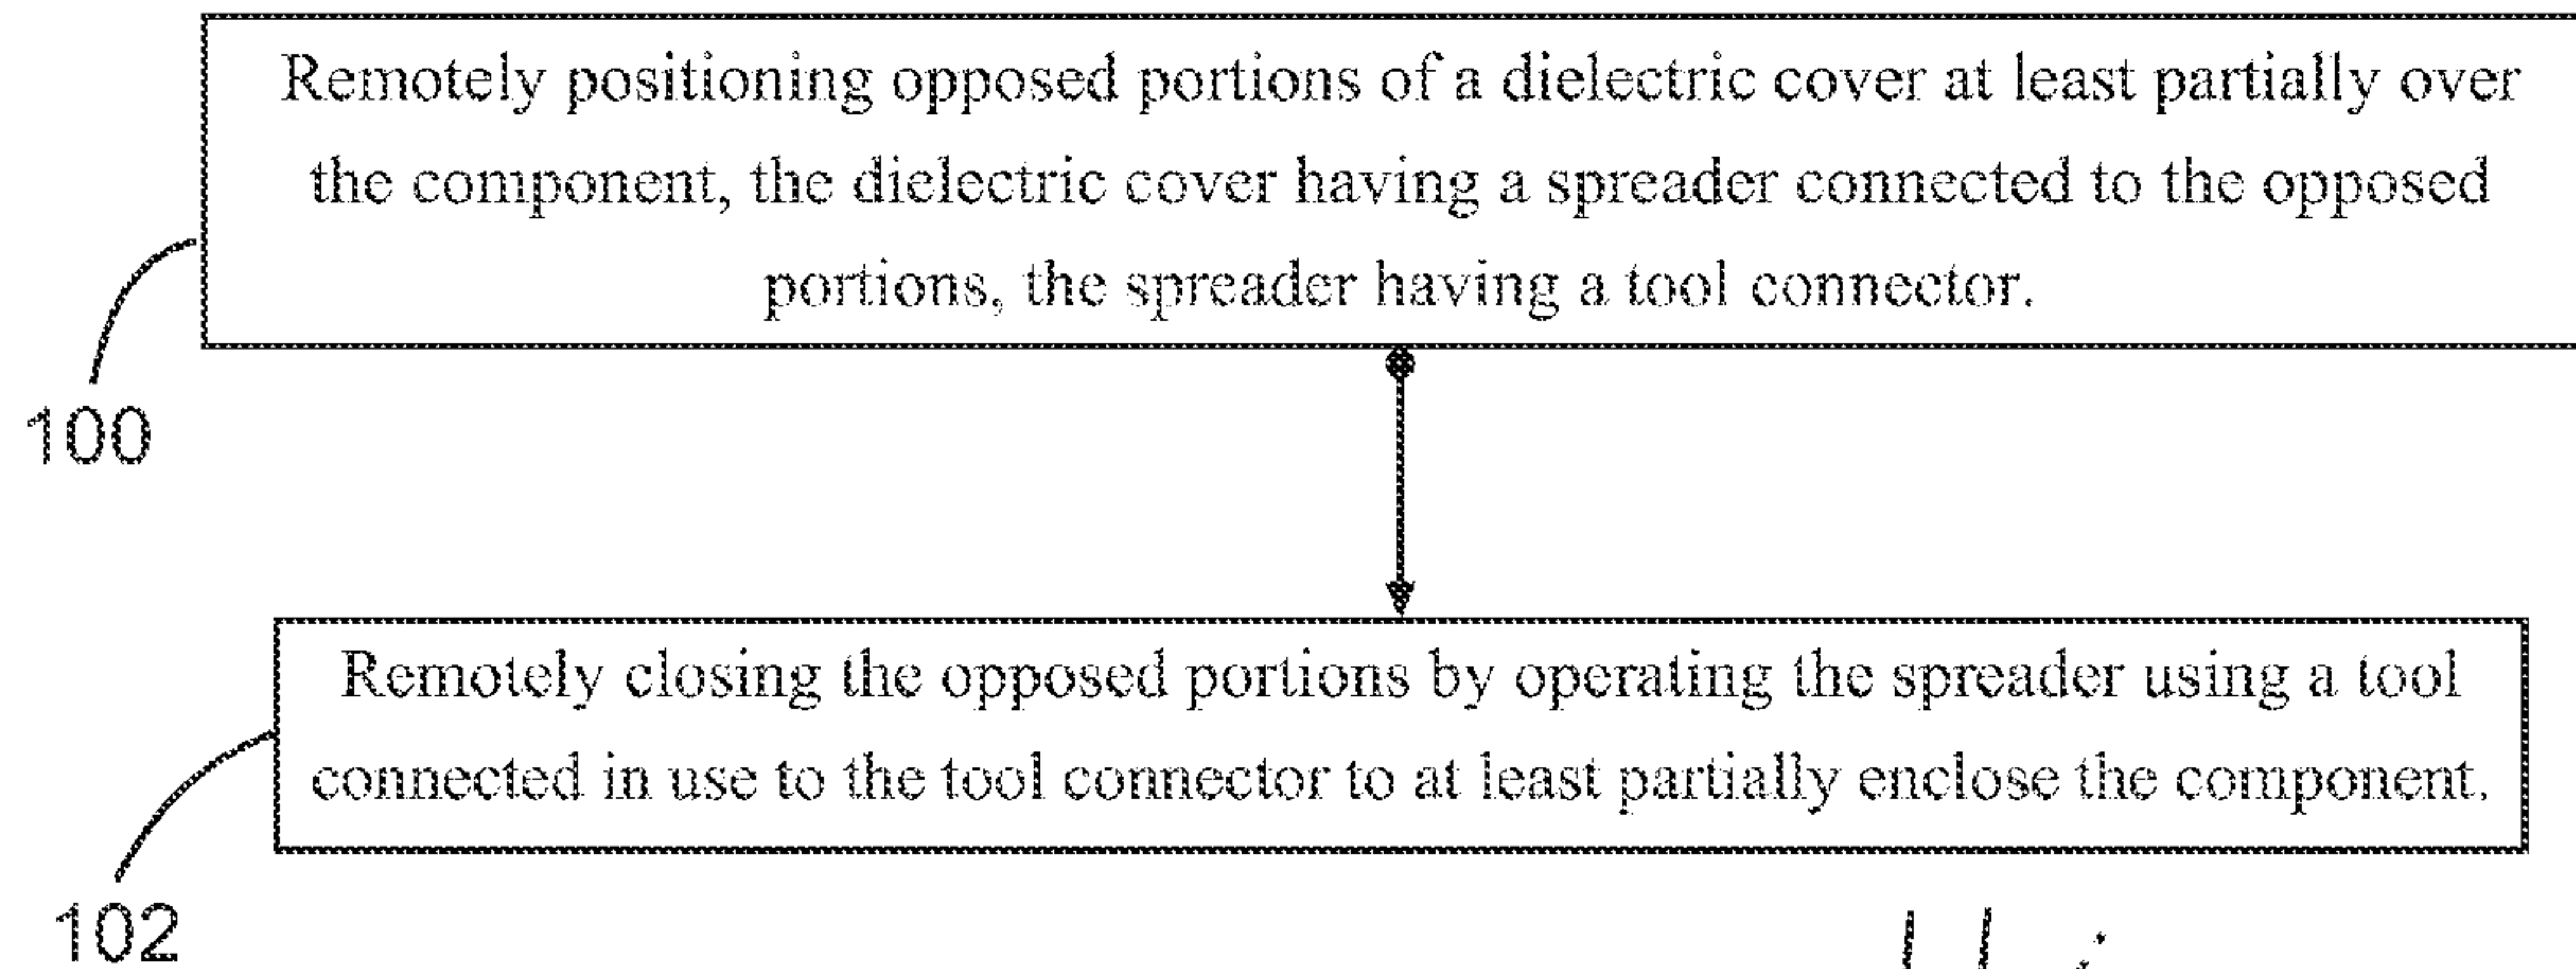 Remotely positioning opposed portions of a dielectric cover at least partially over
the component, the dielectric cover having a spreader connected to the opposed
portions, the spreader having a tool connector.
100
Remotely closing the opposed portions by operating the spreader using a tool
connected in use to the tool connector to at least partially enclose the component.
102